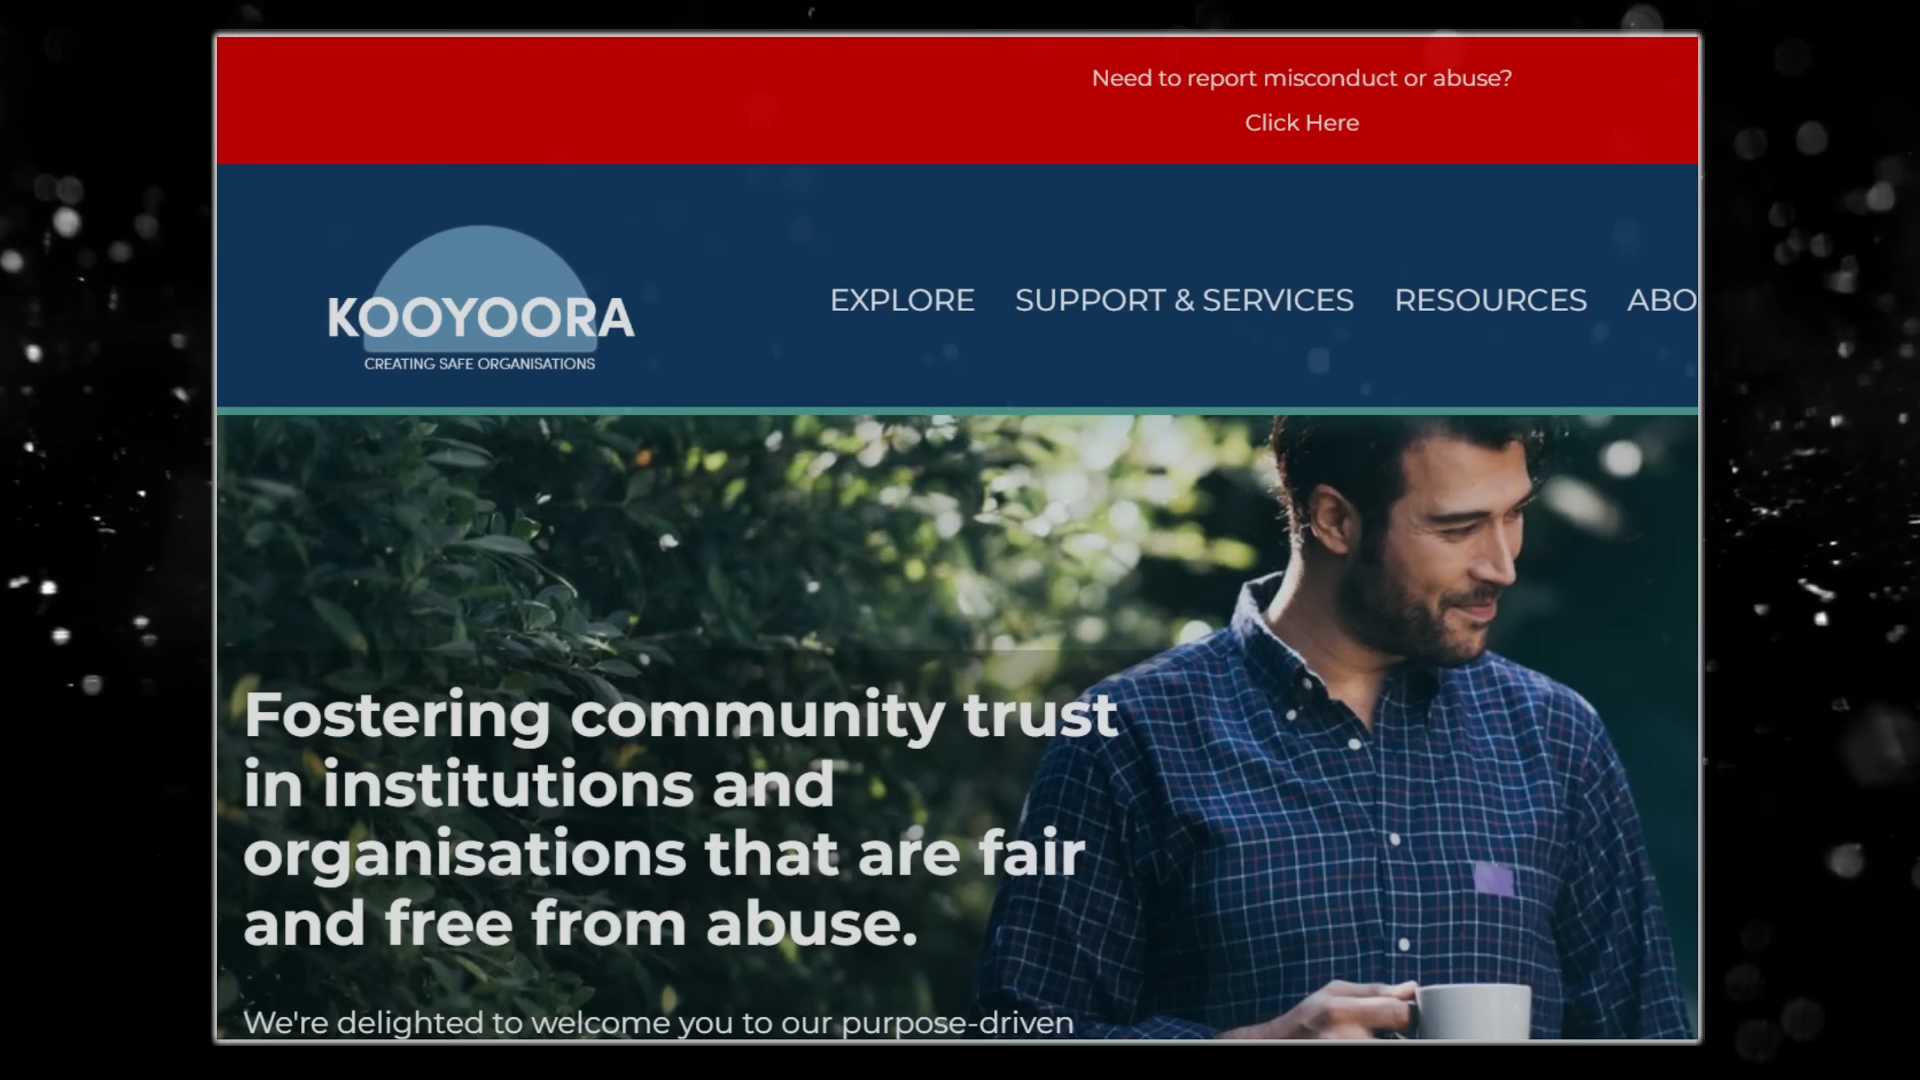 Need to report misconduct or abuse?
Click Here
KOOYOORA
CREATING SAFE ORGANISATIONS
EXPLORE SUPPORT & SERVICES RESOURCES ABO
Fostering community trust
in institutions and
organisations that are fair
and free from abuse.
We're delighted to welcome you to our purpose-driven